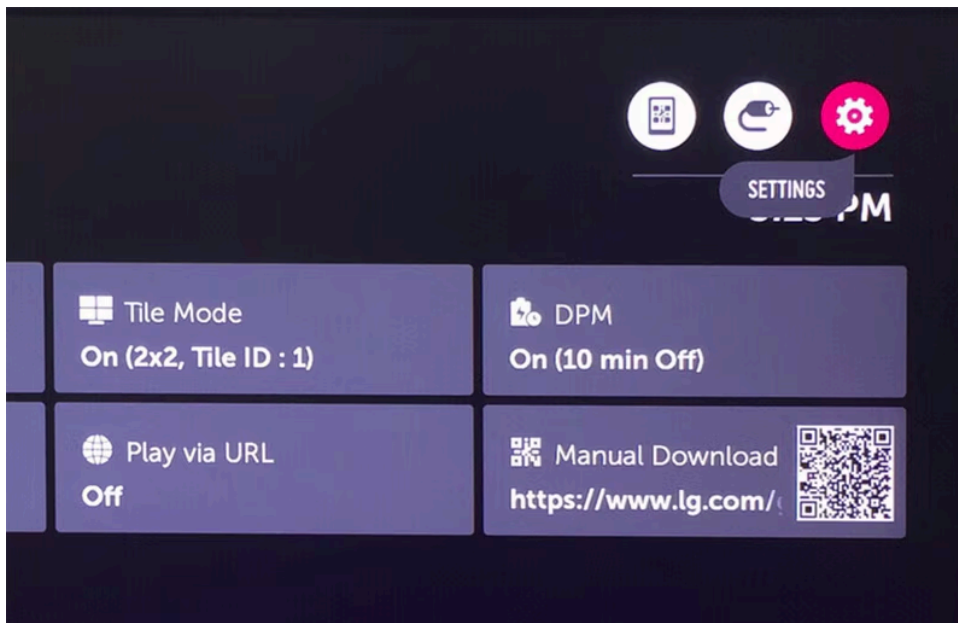 SETTINGS
PM
Tile Mode
On (2x2, Tile ID : 1)
DPM
On (10 min Off)
Play via URL
Off
Manual Download
https://www.lg.com/